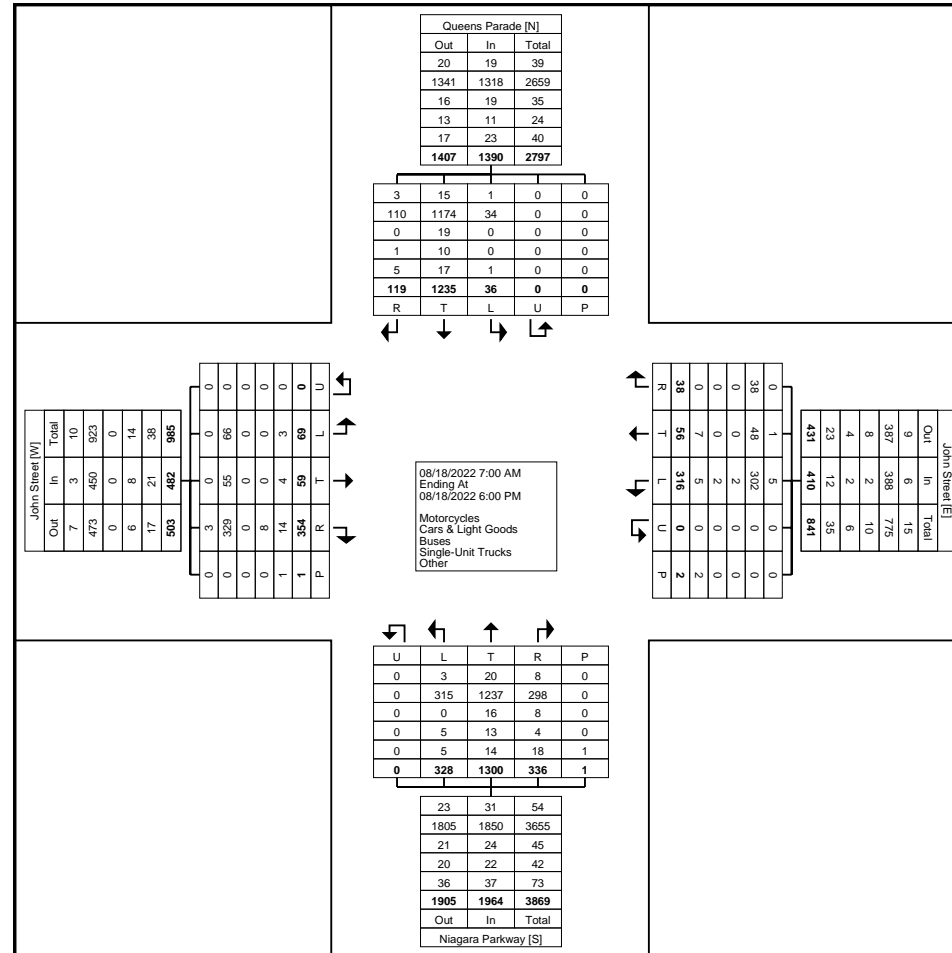 Queens Parade [N]
Out In Total
20 19 39
1341 1318 2659
16 19 35
13 11 24
17 23 40
1407 1390 2797
3 15 1 0 0
110 1174 34 0 0
0 19 0 0 0
1 10 0 0 0
5 17 1 0 0
119 1235 36 0 0
R T L U P
John Street [W]
Total 10 923 0 14 38 985
In 3 450 0 8 21 482
Out 7 473 0 6 17 503
0 0 0 0 0 0 U
0 66 0 0 3 69 L
0 55 0 0 4 59 T
3 329 0 8 14 354 R
0 0 0 0 1 1 P
08/18/2022 7:00 AM
Ending At
08/18/2022 6:00 PM
Motorcycles
Cars & Light Goods
Buses
Single-Unit Trucks
Other
R 38 0 0 0 38 0
T 56 7 0 0 48 1
L 316 5 2 2 302 5
U 0 0 0 0 0 0
P 2 2 0 0 0 0
431 23 4 8 387 9 Out
410 12 2 2 388 6 In
841 35 6 10 775 15 Total
John Street [E]
U L T R P
0 3 20 8 0
0 315 1237 298 0
0 0 16 8 0
0 5 13 4 0
0 5 14 18 1
0 328 1300 336 1
23 31 54
1805 1850 3655
21 24 45
20 22 42
36 37 73
1905 1964 3869
Out In Total
Niagara Parkway [S]